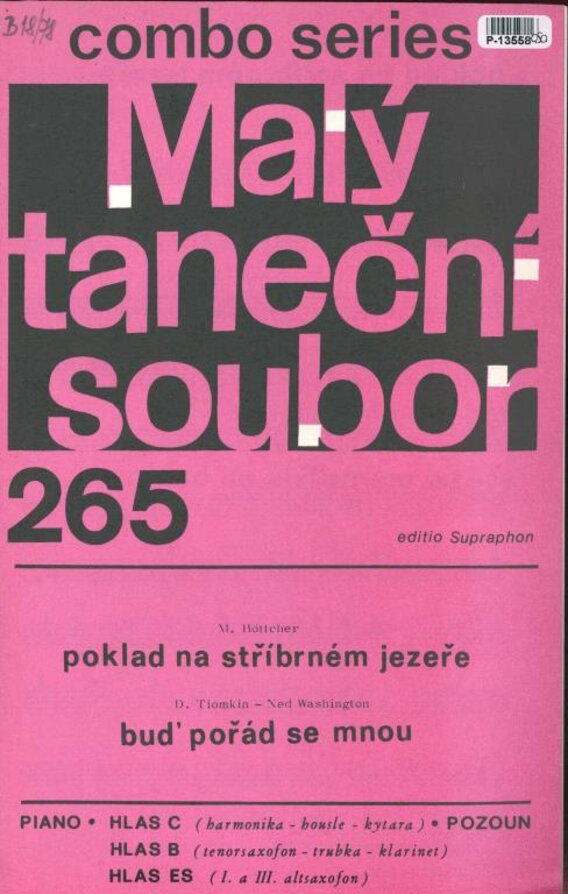 B 18/78
combo series
P-13558
Malý
taneční
soubor
265
editio Supraphon
M. Böttcher
poklad na stříbrném jezeře
D. Tiomkin – Ned Washington
buď pořád se mnou
PIANO • HLAS C (harmonika - housle - kytara) • POZOUN
HLAS B (tenorsaxofon - trubka - klarinet)
HLAS ES (I. a III. altsaxofon)